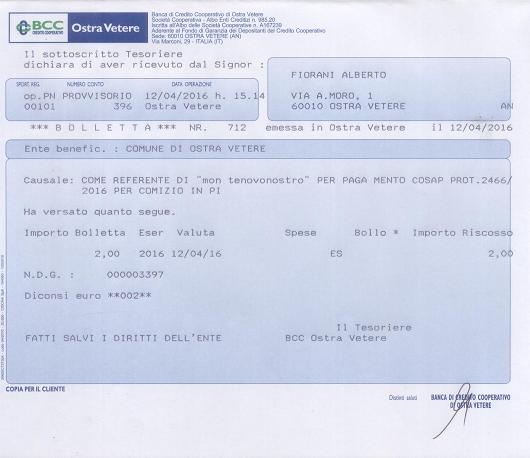 BCC
CREDITO COOPERATIVO
Ostra Vetere
Banca di Credito Cooperativo di Ostra Vetere
Società Cooperativa - Albo Enti Creditizi n. 985,20
Iscritta all'Albo delle Società Cooperative n. A167239
Aderente al Fondo di Garanzia dei Depositanti del Credito Cooperativo
Sede: 60010 OSTRA VETERE (AN)
Via Marconi, 29 - ITALIA (IT)
Il sottoscritto Tesoriere
dichiara di aver ricevuto dal Signor :
FIORANI ALBERTO
VIA A.MORO, 1
60010 OSTRA VETERE AN
SPORT. REG. NUMERO CONTO DATA OPERAZIONE
op.PN PROVVISORIO 12/04/2016 h. 15.14
00101 396 Ostra Vetere
*** B O L L E T T A *** NR. 712 emessa in Ostra Vetere il 12/04/2016
Ente benefic. : COMUNE DI OSTRA VETERE
Causale: COME REFERENTE DI "mon tenovonostro" PER PAGA MENTO COSAP PROT.2466/
2016 PER COMIZIO IN PI
Ha versato quanto segue.
Importo Bolletta Eser Valuta Spese Bollo * Importo Riscosso
2,00 2016 12/04/16 ES 2,00
N.D.G. : 000003397
Diconsi euro **002**
Il Tesoriere
FATTI SALVI I DIRITTI DELL'ENTE BCC Ostra Vetere
COPIA PER IL CLIENTE
Distinti saluti BANCA DI CREDITO COOPERATIVO
DI OSTRA VETERE